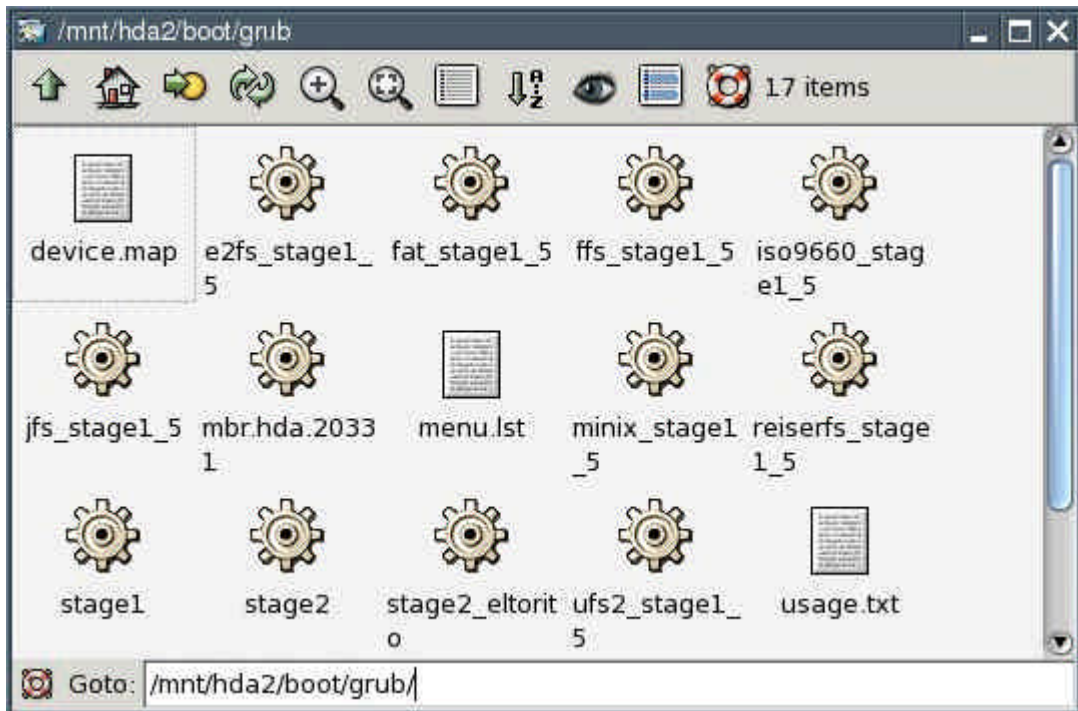 /mnt/hda2/boot/grub
17 items
device.map
e2fs_stage1_
5
fat_stage1_5
ffs_stage1_5
iso9660_stag
e1_5
jfs_stage1_5
mbr.hda.2033
1
menu.lst
minix_stage1
_5
reiserfs_stage
1_5
stage1
stage2
stage2_eltorit
o
ufs2_stage1_
5
usage.txt
Goto: /mnt/hda2/boot/grub/